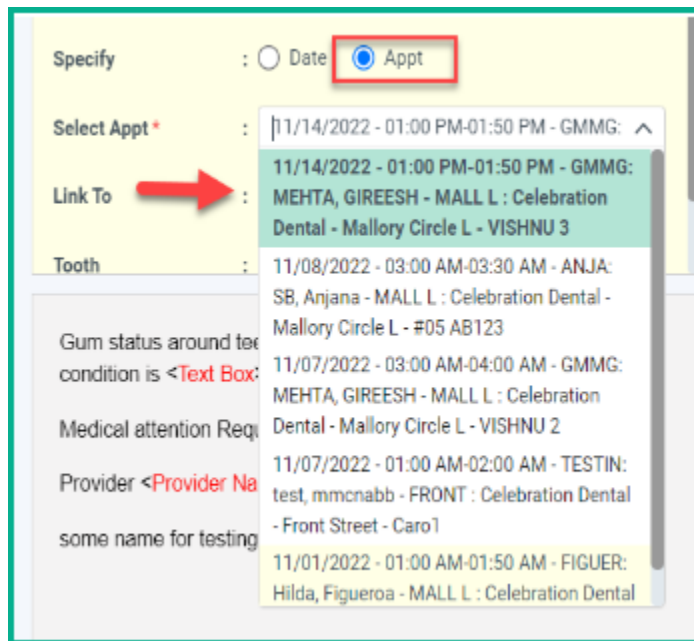 Specify : Date Appt
Select Appt * : 11/14/2022 - 01:00 PM-01:50 PM - GMMG:
Link To :
11/14/2022 - 01:00 PM-01:50 PM - GMMG:
MEHTA, GIREESH - MALL L : Celebration
Dental - Mallory Circle L - VISHNU 3
Tooth :
11/08/2022 - 03:00 AM-03:30 AM - ANJA:
SB, Anjana - MALL L : Celebration Dental -
Mallory Circle L - #05 AB123
11/07/2022 - 03:00 AM-04:00 AM - GMMG:
MEHTA, GIREESH - MALL L : Celebration
Dental - Mallory Circle L - VISHNU 2
11/07/2022 - 01:00 AM-02:00 AM - TESTIN:
test, mmcnabb - FRONT : Celebration Dental
- Front Street - Caro1
11/01/2022 - 01:00 AM-01:50 AM - FIGUER:
Hilda, Figueroa - MALL L : Celebration Dental
Gum status around tee
condition is <Text Box>
Medical attention Requ
Provider <Provider Na
some name for testing